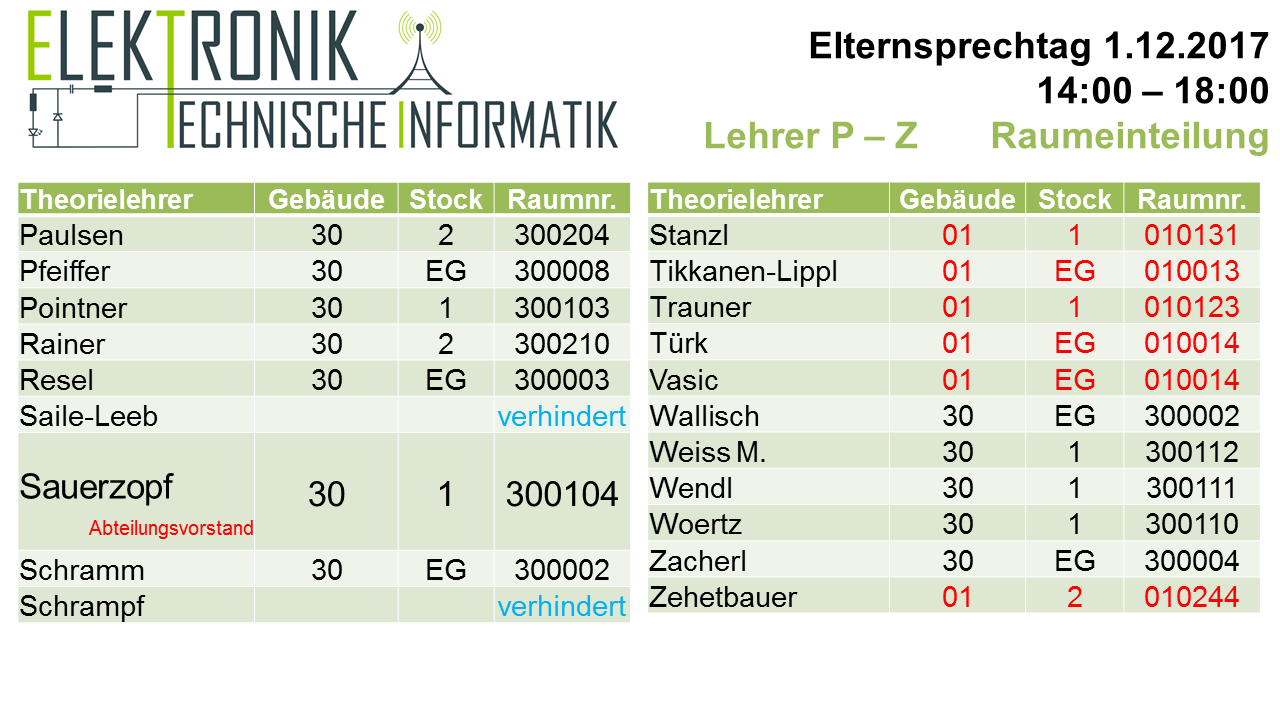 ELEKTRONIK
TECHNISCHE INFORMATIK
Elternsprechtag 1.12.2017
14:00 – 18:00
Lehrer P – Z Raumeinteilung
Theorielehrer Gebäude Stock Raumnr.
Paulsen 30 2 300204
Pfeiffer 30 EG 300008
Pointner 30 1 300103
Rainer 30 2 300210
Resel 30 EG 300003
Saile-Leeb verhindert
Sauerzopf 30 1 300104
Abteilungsvorstand
Schramm 30 EG 300002
Schrampf verhindert
Theorielehrer Gebäude Stock Raumnr.
Stanzl 01 1 010131
Tikkanen-Lippl 01 EG 010013
Trauner 01 1 010123
Türk 01 EG 010014
Vasic 01 EG 010014
Wallisch 30 EG 300002
Weiss M. 30 1 300112
Wendl 30 1 300111
Woertz 30 1 300110
Zacherl 30 EG 300004
Zehetbauer 01 2 010244